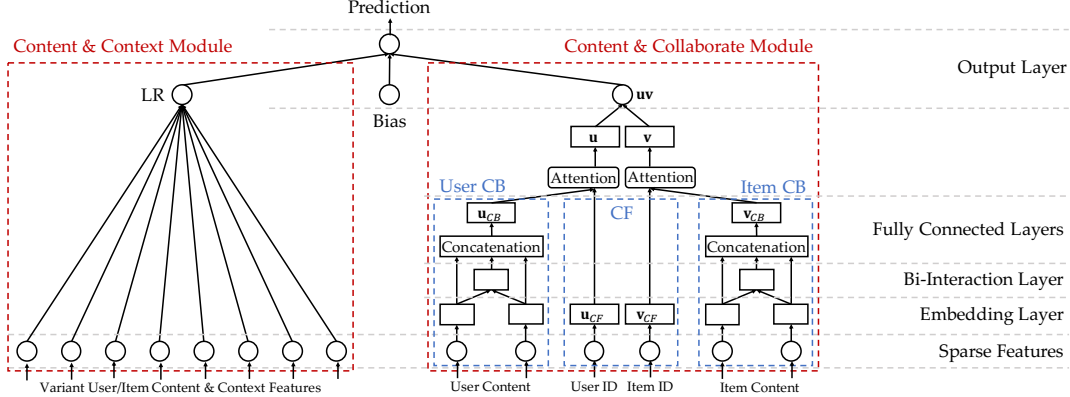 Prediction
Content & Context Module
Content & Collaborate Module
Output Layer
LR
Bias
uv
u
v
Attention
Attention
User CB
Item CB
CF
u_CB
v_CB
Fully Connected Layers
Concatenation
Concatenation
Bi-Interaction Layer
u_CF
v_CF
Embedding Layer
Sparse Features
Variant User/Item Content & Context Features
User Content
User ID
Item ID
Item Content